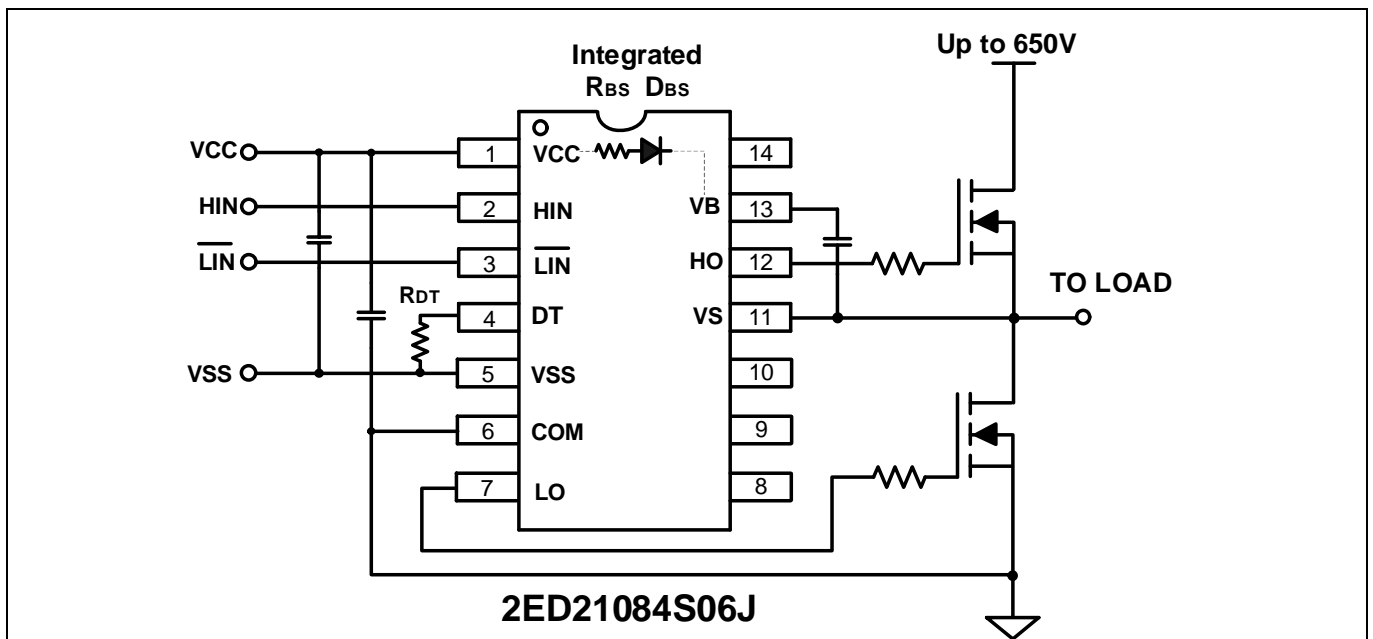 Integrated
RBS DBS
Up to 650V
VCC
HIN
LIN
RDT
VSS
1 VCC
2 HIN
3 LIN
4 DT
5 VSS
6 COM
7 LO
14
VB 13
HO 12
VS 11
10
9
8
TO LOAD
2ED21084S06J